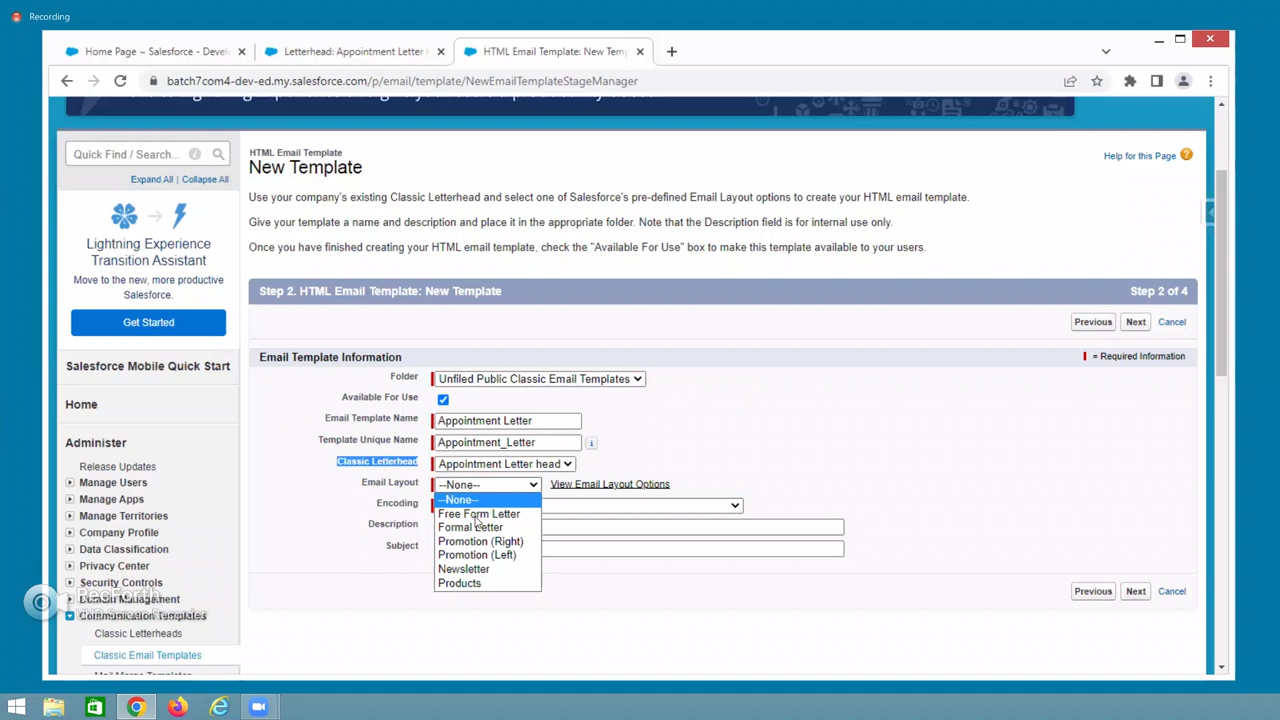 Recording
Home Page ~ Salesforce - Devel
Letterhead: Appointment Letter
HTML Email Template: New Temp
batch7com4-dev-ed.my.salesforce.com/p/email/template/NewEmailTemplateStageManager
Quick Find / Search...
Expand All | Collapse All
Lightning Experience
Transition Assistant
Move to the new, more productive
Salesforce.
Get Started
Salesforce Mobile Quick Start
Home
Administer
Release Updates
Manage Users
Manage Apps
Manage Territories
Company Profile
Data Classification
Privacy Center
Security Controls
Domain Management
Communication Templates
Classic Letterheads
Classic Email Templates
Mail Merge Templates
RecForth
HTML Email Template
New Template
Help for this Page
Use your company's existing Classic Letterhead and select one of Salesforce's pre-defined Email Layout options to create your HTML email template.
Give your template a name and description and place it in the appropriate folder. Note that the Description field is for internal use only.
Once you have finished creating your HTML email template, check the "Available For Use" box to make this template available to your users.
Step 2. HTML Email Template: New Template
Step 2 of 4
Previous
Next
Cancel
Email Template Information
= Required Information
Folder
Unfiled Public Classic Email Templates
Available For Use
Email Template Name
Appointment Letter
Template Unique Name
Appointment_Letter
Classic Letterhead
Appointment Letter head
Email Layout
--None--
View Email Layout Options
--None--
Free Form Letter
Formal Letter
Promotion (Right)
Promotion (Left)
Newsletter
Products
Encoding
Description
Subject
Previous
Next
Cancel